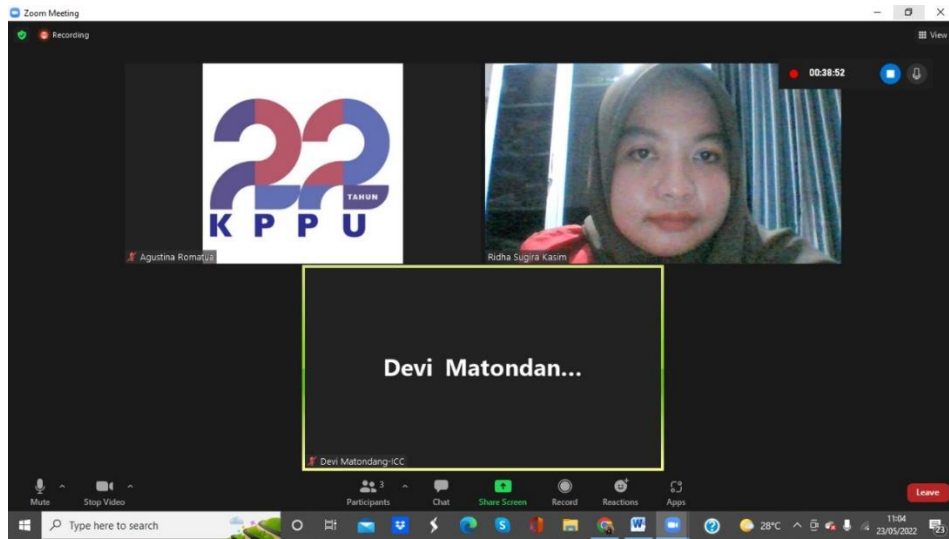 Zoom Meeting
Recording
View
00:38:52
22
TAHUN
KPPU
Agustina Romatua
Ridha Sugira Kasim
Devi Matondan...
Devi Matondang-ICC
Mute
Stop Video
3
Participants
Chat
Share Screen
Record
Reactions
Apps
Leave
Type here to search
28°C
11:04
23/05/2022
23